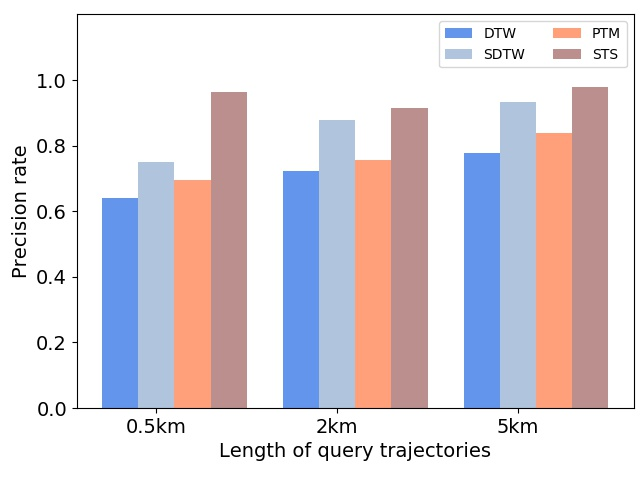 DTW
SDTW
PTM
STS
1.0
0.8
0.6
0.4
0.2
0.0
Precision rate
0.5km
2km
5km
Length of query trajectories